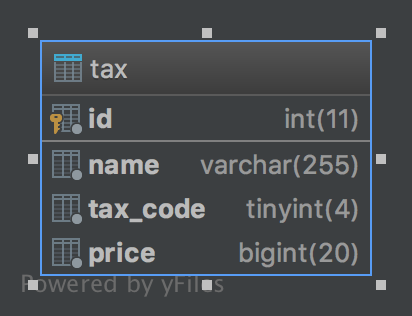 tax
id int(11)
name varchar(255)
tax_code tinyint(4)
price bigint(20)
Powered by yFiles